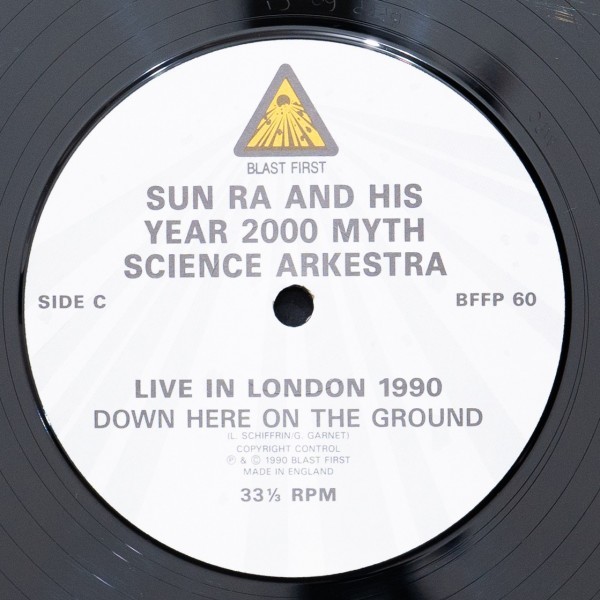 BLAST FIRST
SUN RA AND HIS
YEAR 2000 MYTH
SCIENCE ARKESTRA
SIDE C
BFFP 60
LIVE IN LONDON 1990
DOWN HERE ON THE GROUND
(L. SCHIFFRIN/G. GARNET)
COPYRIGHT CONTROL
℗ & © 1990 BLAST FIRST
MADE IN ENGLAND
33⅓ RPM